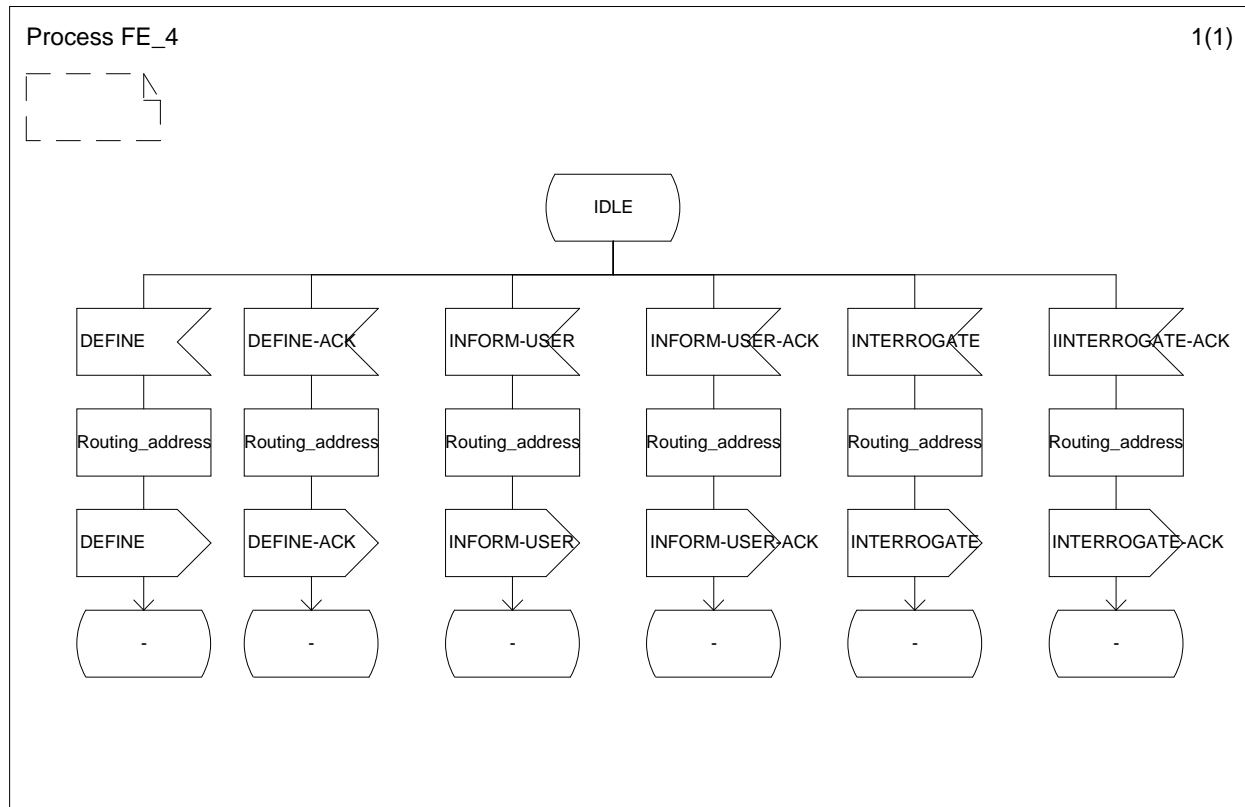 Process FE_4 1(1)
IDLE
DEFINE DEFINE-ACK INFORM-USER INFORM-USER-ACK INTERROGATE IINTERROGATE-ACK
Routing_address Routing_address Routing_address Routing_address Routing_address Routing_address
DEFINE DEFINE-ACK INFORM-USER INFORM-USER-ACK INTERROGATE INTERROGATE-ACK
- - - - - -